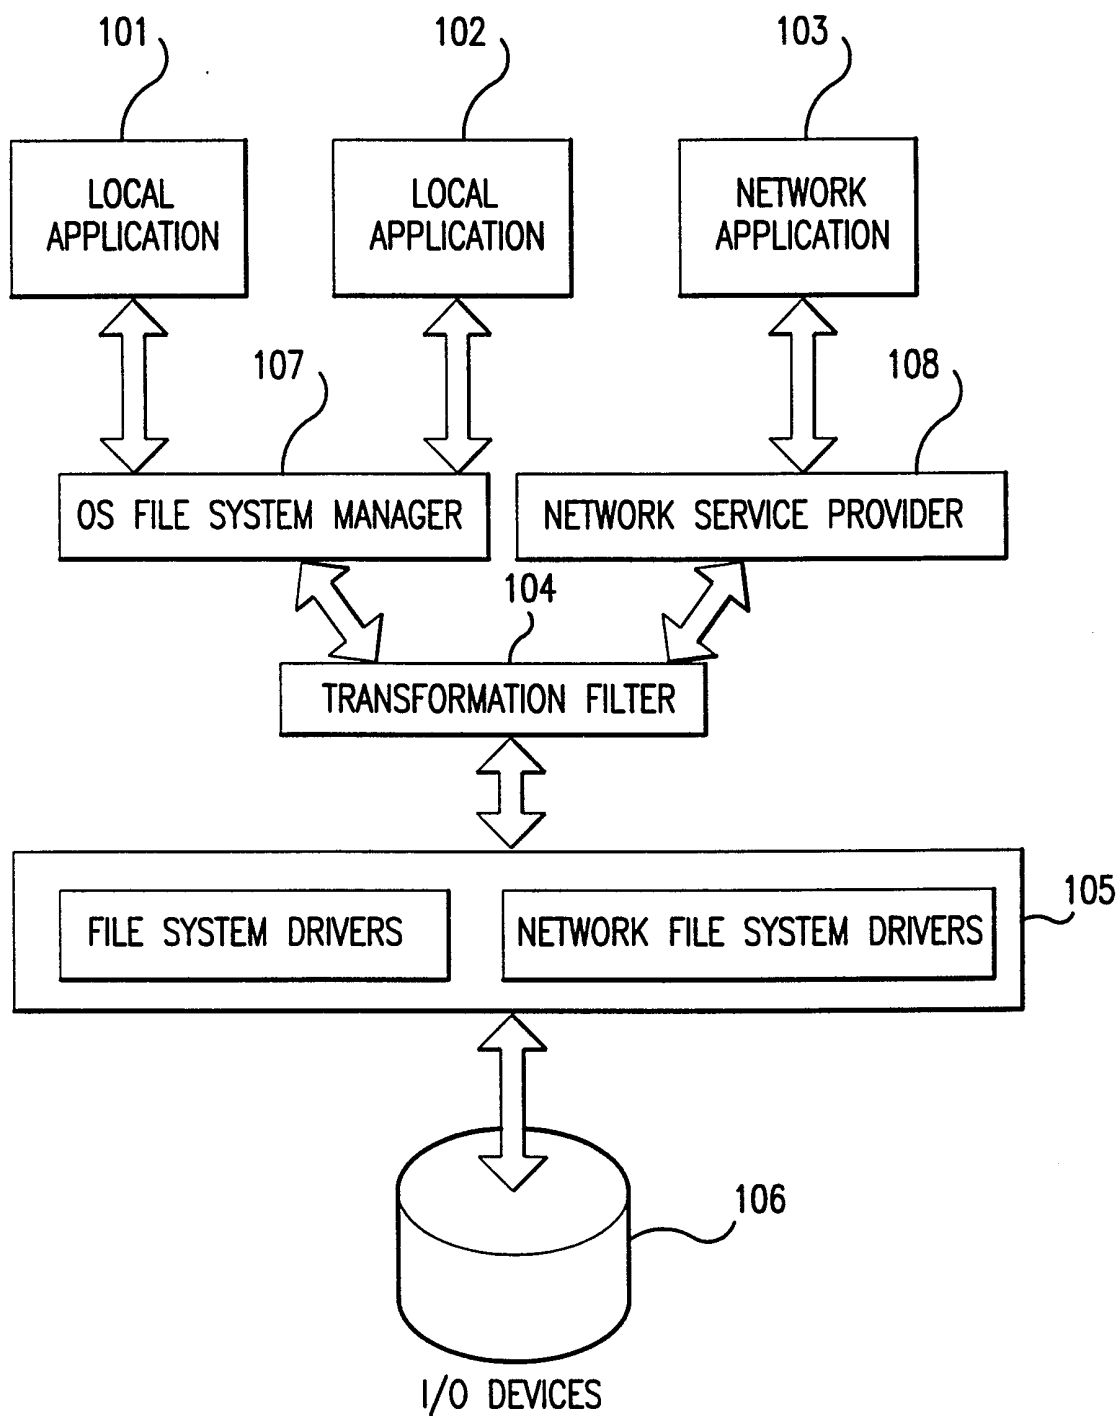 101
102
103
LOCAL
APPLICATION
LOCAL
APPLICATION
NETWORK
APPLICATION
107
108
OS FILE SYSTEM MANAGER
NETWORK SERVICE PROVIDER
104
TRANSFORMATION FILTER
105
FILE SYSTEM DRIVERS
NETWORK FILE SYSTEM DRIVERS
106
I/O DEVICES